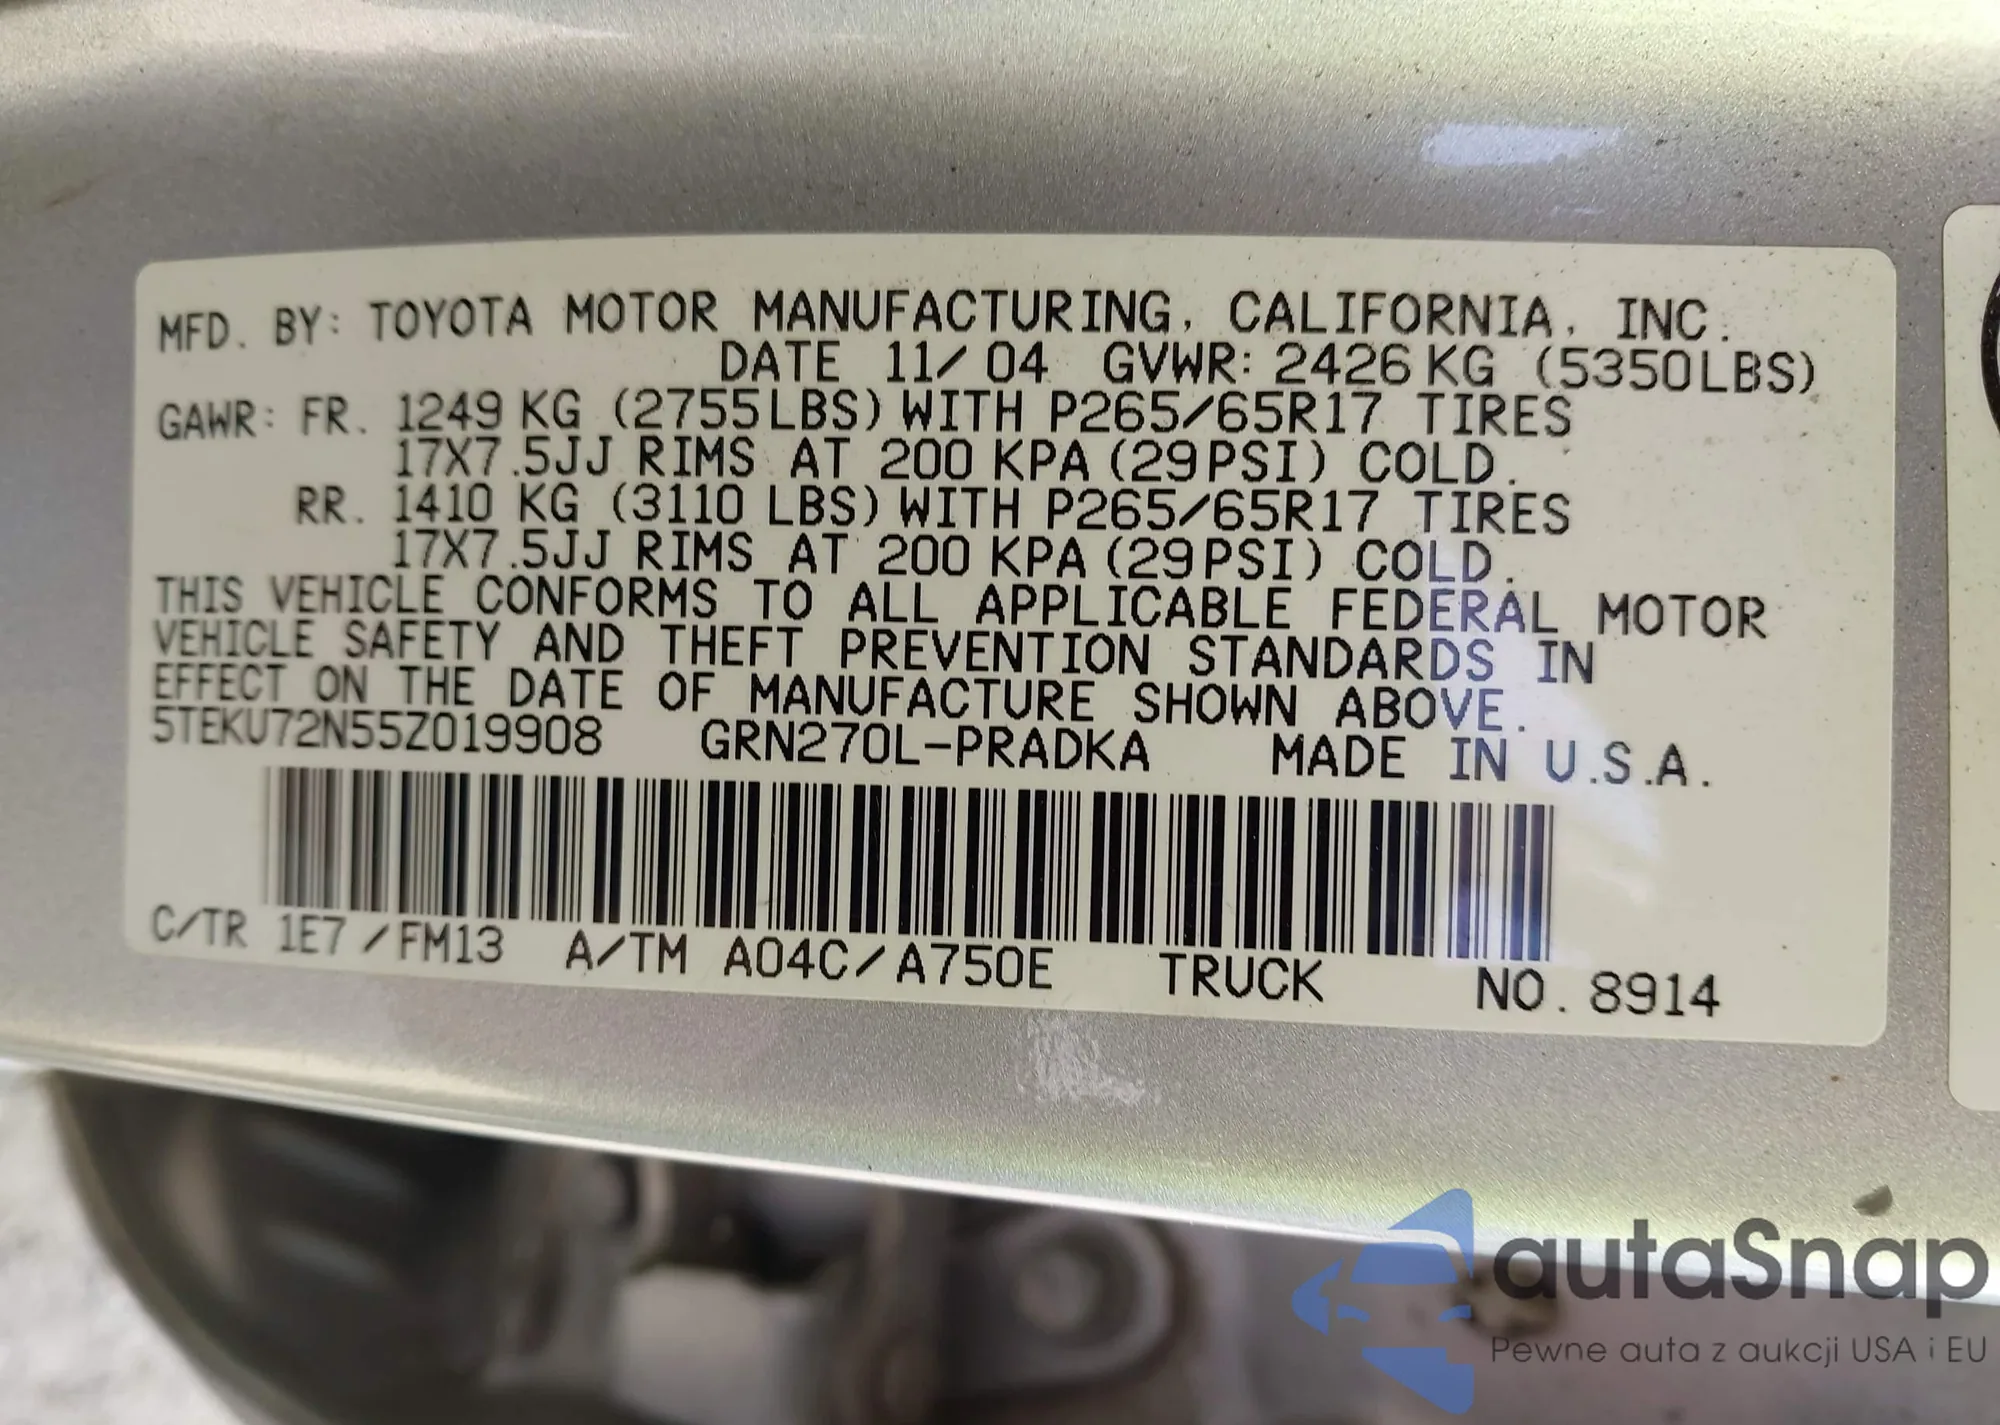 MFD. BY: TOYOTA MOTOR MANUFACTURING, CALIFORNIA, INC.
DATE 11/04 GVWR: 2426 KG (5350LBS)
GAWR: FR. 1249 KG (2755LBS) WITH P265/65R17 TIRES
17X7.5JJ RIMS AT 200 KPA (29PSI) COLD.
RR. 1410 KG (3110 LBS) WITH P265/65R17 TIRES
17X7.5JJ RIMS AT 200 KPA (29PSI) COLD.
THIS VEHICLE CONFORMS TO ALL APPLICABLE FEDERAL MOTOR
VEHICLE SAFETY AND THEFT PREVENTION STANDARDS IN
EFFECT ON THE DATE OF MANUFACTURE SHOWN ABOVE.
5TEKU72N55Z019908 GRN270L-PRADKA MADE IN U.S.A.
C/TR 1E7/FM13 A/TM A04C/A750E TRUCK NO. 8914
autaSnap
Pewne auta z aukcji USA i EU